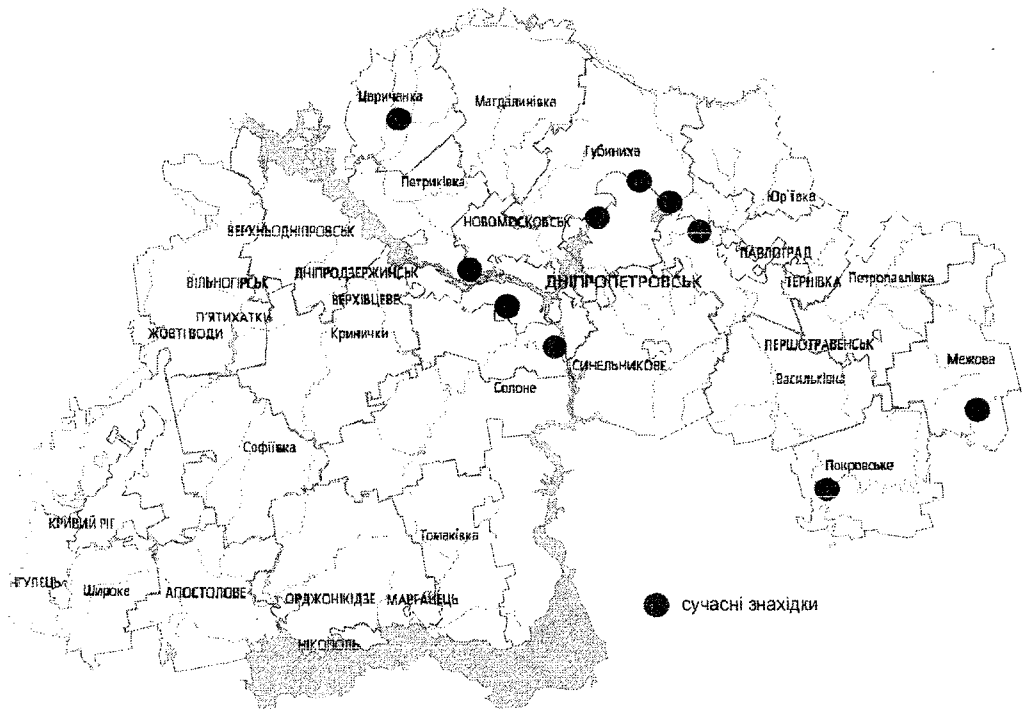 Царичанка
Магдалинівка
Губиниха
Петриківка
Юр'ївка
НОВОМОСКОВСЬК
ВЕРХНЬОДНІПРОВСЬК
ПАВЛОГРАД
ДНІПРОДЗЕРЖИНСЬК
ДНІПРОПЕТРОВСЬК
ТЕРНІВКА
Петропавлівка
ВІЛЬНОГІРСЬК
ВЕРХІВЦЕВЕ
П'ЯТИХАТКИ
ЖОВТІ ВОДИ
Кринички
ПЕРШОТРАВЕНСЬК
Межова
СИНЕЛЬНИКОВЕ
Васильківка
Солоне
Софіївка
Покровське
КРИВИЙ РІГ
Томаківка
НГУЛЕЦЬ
Широке
АПОСТОЛОВЕ
ОРДЖОНІКІДЗЕ
МАРГАНЕЦЬ
сучасні знахідки
НІКОПОЛЬ